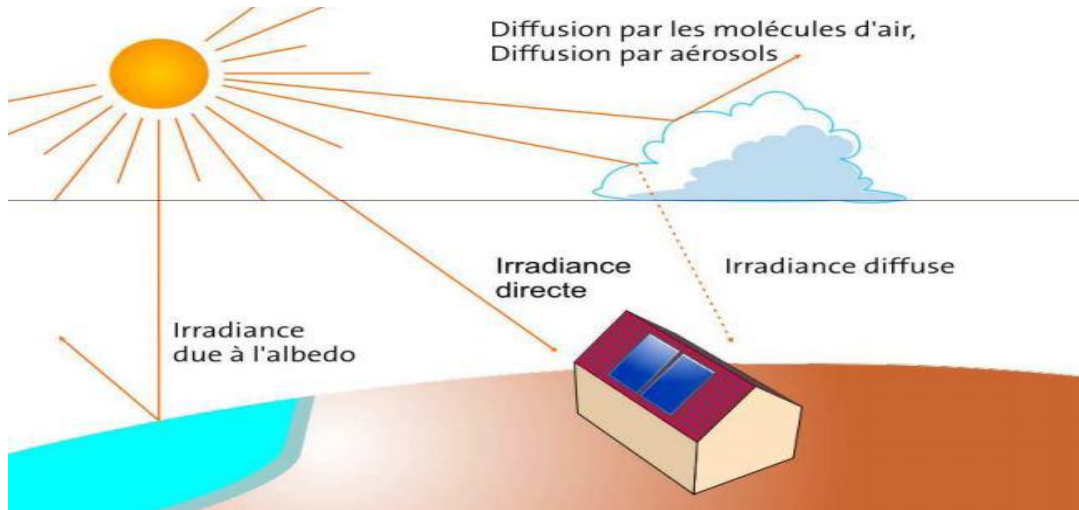 Diffusion par les molécules d'air,
Diffusion par aérosols
Irradiance
directe
Irradiance diffuse
Irradiance
due à l'albedo